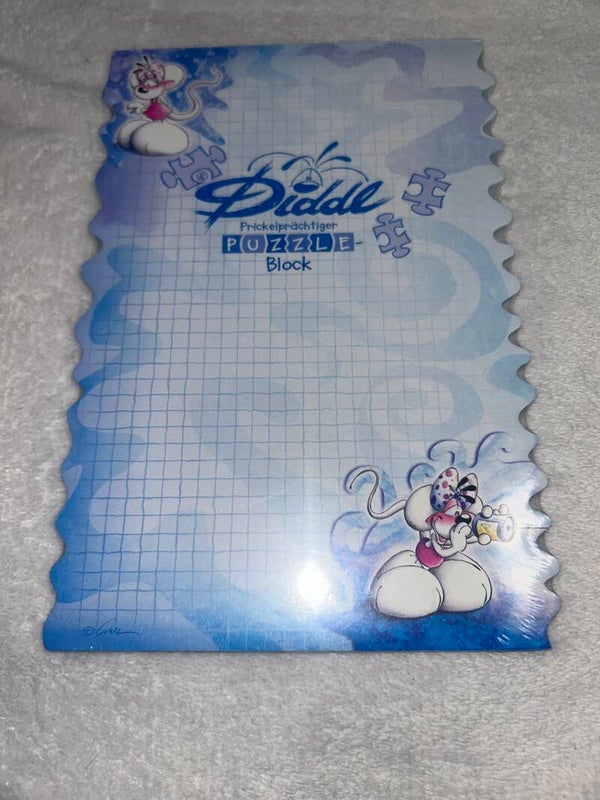 Diddl
Prickelprächtiger
PUZZLE-
Block